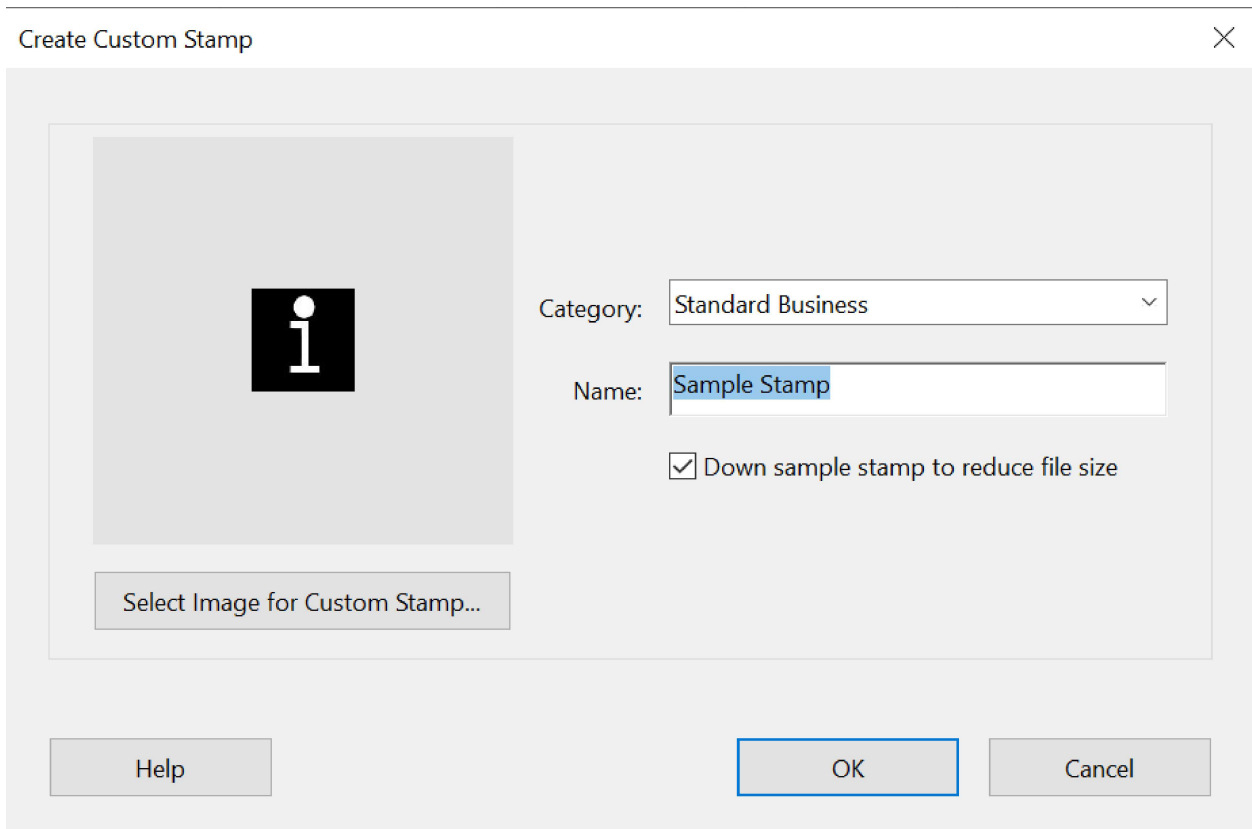 Create Custom Stamp
i
Category:
Standard Business
Name:
Sample Stamp
Down sample stamp to reduce file size
Select Image for Custom Stamp...
Help
OK
Cancel